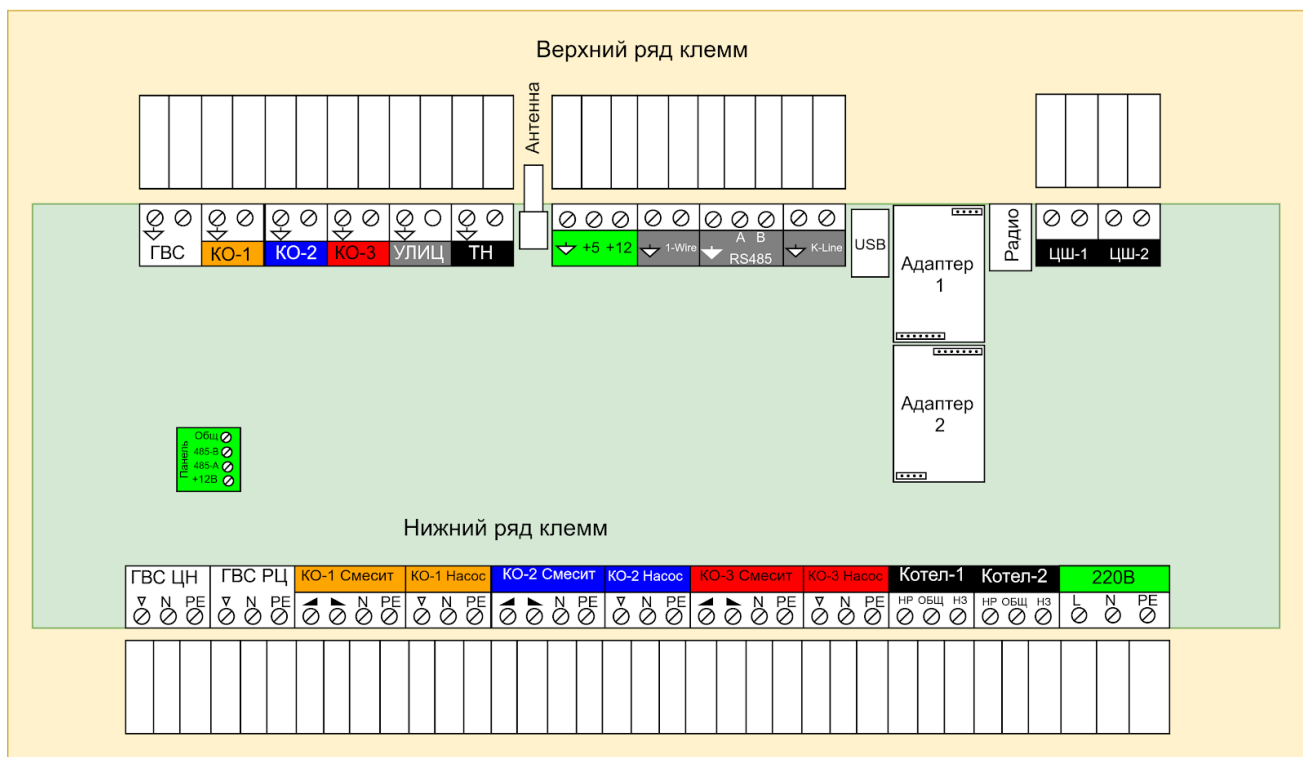 Верхний ряд клемм
Антенна
ГВС КО-1 КО-2 КО-3 УЛИЦ ТН
+5 +12 1-Wire A B RS485 K-Line
USB
Адаптер 1
Радио
ЦШ-1 ЦШ-2
Адаптер 2
Панель
Общ
485-В
485-А
+12В
Нижний ряд клемм
ГВС ЦН ГВС РЦ КО-1 Смесит КО-1 Насос КО-2 Смесит КО-2 Насос КО-3 Смесит КО-3 Насос Котел-1 Котел-2 220В
N PE N PE N PE N PE N PE N PE N PE N PE НР ОБЩ НЗ НР ОБЩ НЗ L N PE